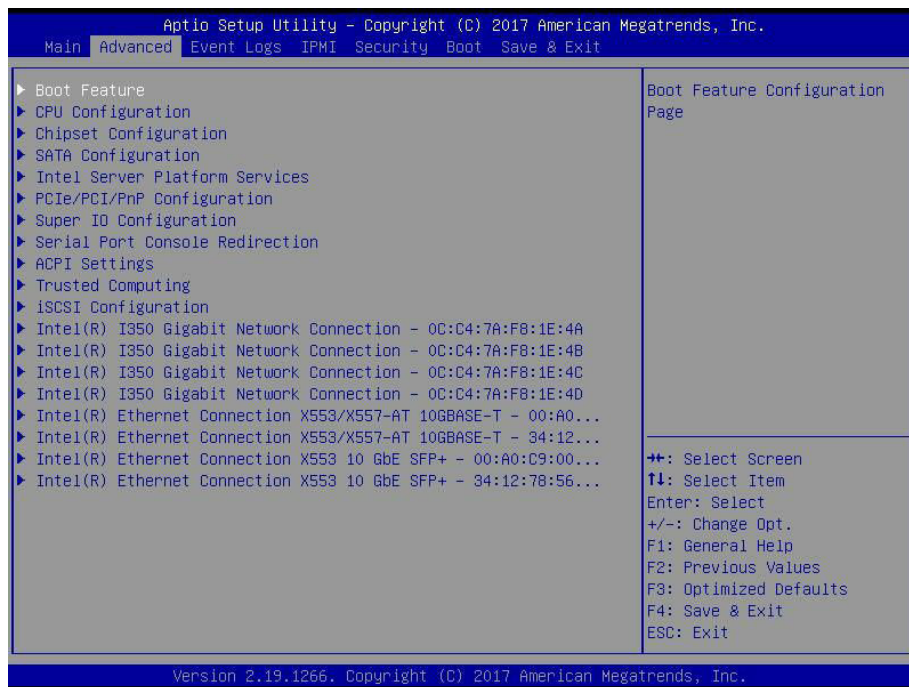 Aptio Setup Utility – Copyright (C) 2017 American Megatrends, Inc.
Main Advanced Event Logs IPMI Security Boot Save & Exit
Boot Feature
CPU Configuration
Chipset Configuration
SATA Configuration
Intel Server Platform Services
PCIe/PCI/PnP Configuration
Super IO Configuration
Serial Port Console Redirection
ACPI Settings
Trusted Computing
iSCSI Configuration
Intel(R) I350 Gigabit Network Connection – 0C:C4:7A:F8:1E:4A
Intel(R) I350 Gigabit Network Connection – 0C:C4:7A:F8:1E:4B
Intel(R) I350 Gigabit Network Connection – 0C:C4:7A:F8:1E:4C
Intel(R) I350 Gigabit Network Connection – 0C:C4:7A:F8:1E:4D
Intel(R) Ethernet Connection X553/X557-AT 10GBASE-T – 00:A0...
Intel(R) Ethernet Connection X553/X557-AT 10GBASE-T – 34:12...
Intel(R) Ethernet Connection X553 10 GbE SFP+ – 00:A0:C9:00...
Intel(R) Ethernet Connection X553 10 GbE SFP+ – 34:12:78:56...
Boot Feature Configuration
Page
→←: Select Screen
↑↓: Select Item
Enter: Select
+/-: Change Opt.
F1: General Help
F2: Previous Values
F3: Optimized Defaults
F4: Save & Exit
ESC: Exit
Version 2.19.1266. Copyright (C) 2017 American Megatrends, Inc.